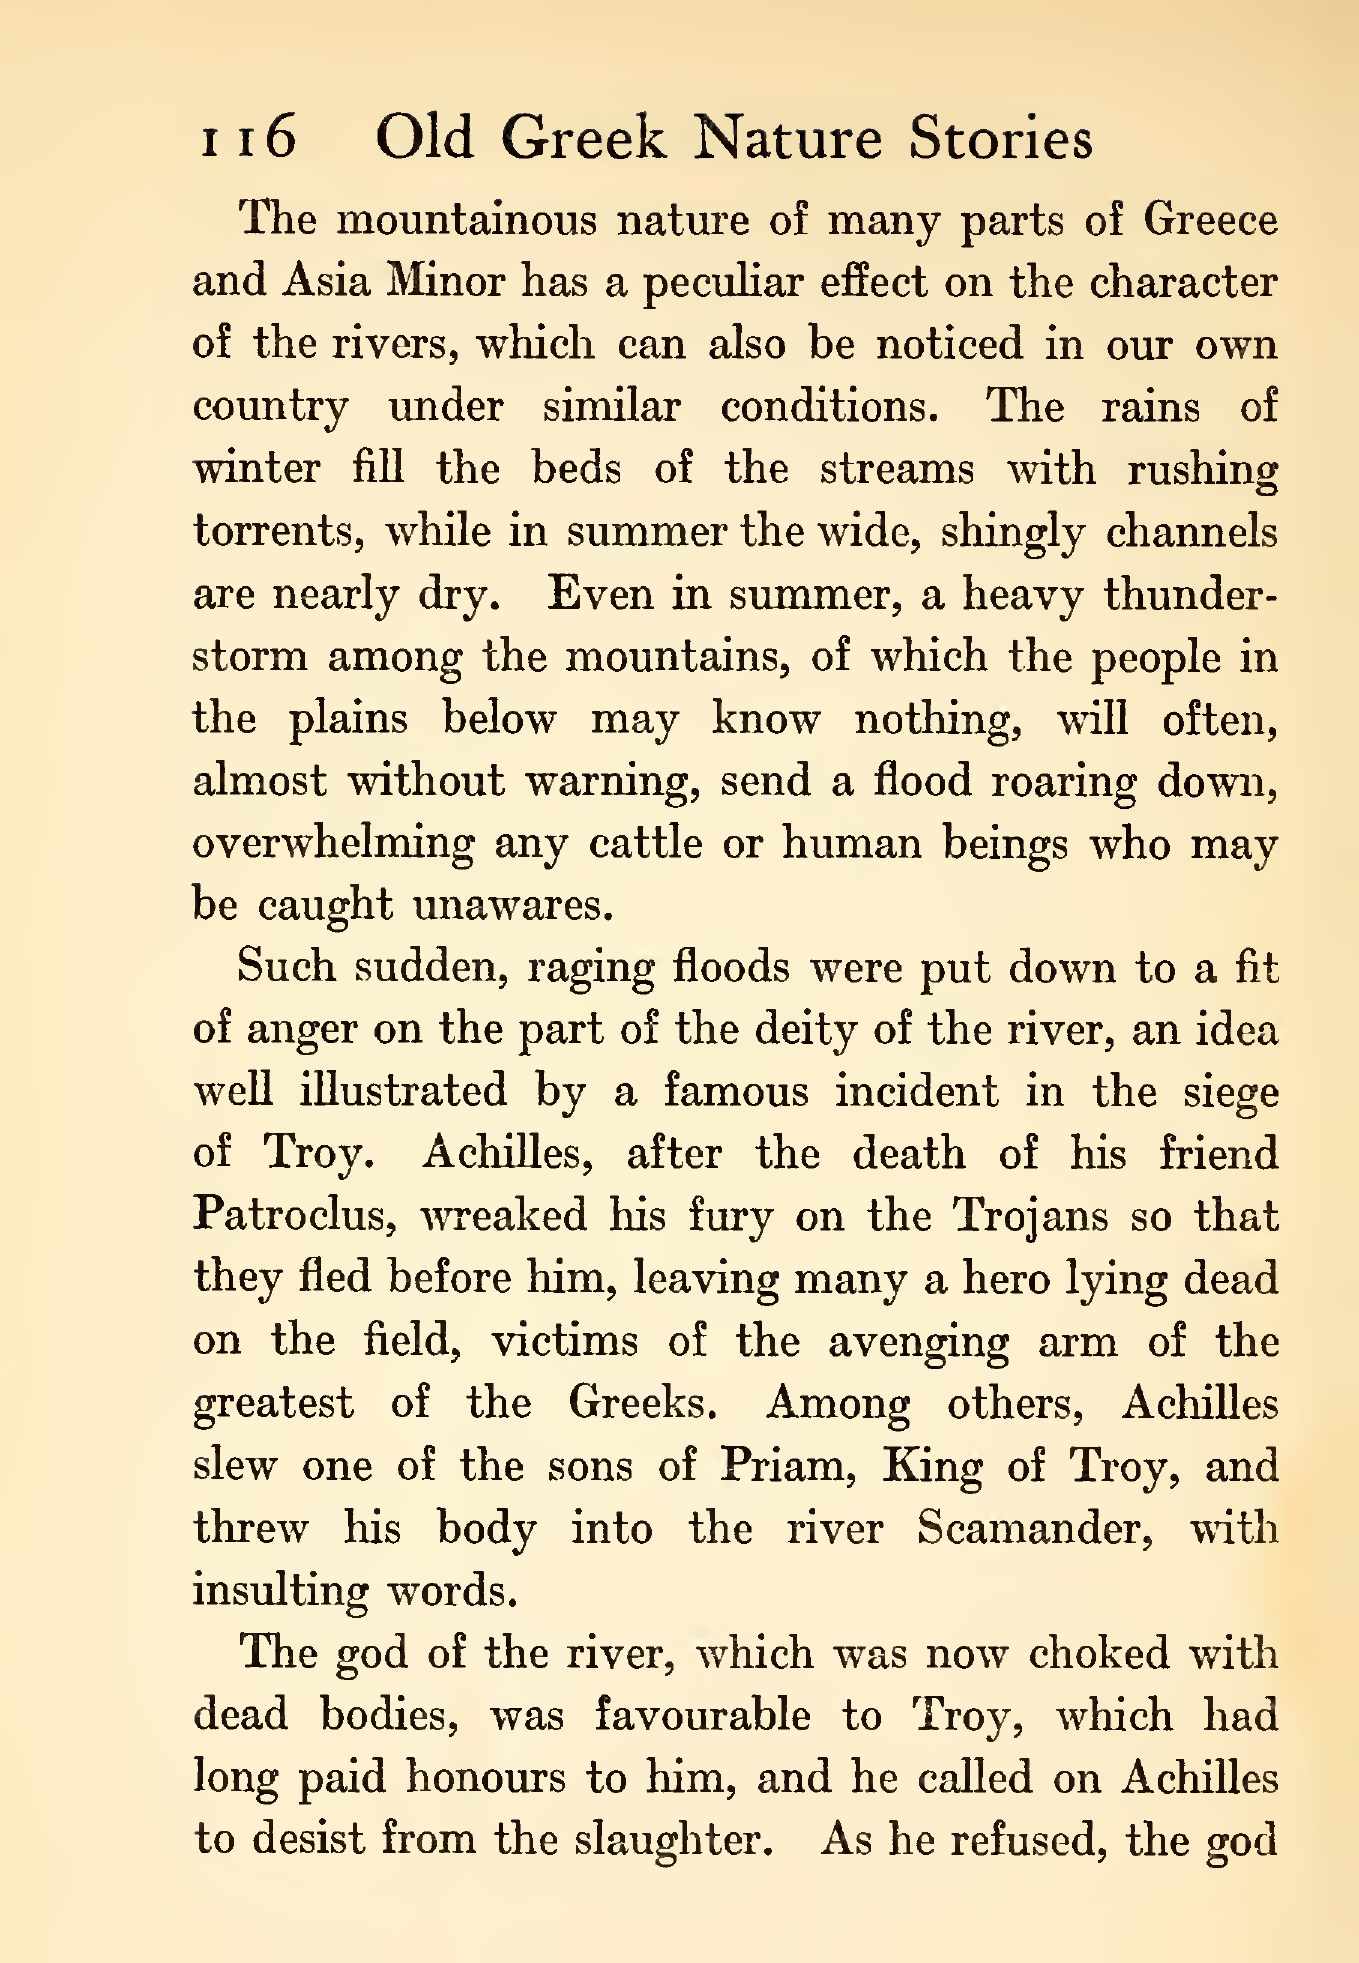 116 Old Greek Nature Stories
The mountainous nature of many parts of Greece
and Asia Minor has a peculiar effect on the character
of the rivers, which can also be noticed in our own
country under similar conditions. The rains of
winter fill the beds of the streams with rushing
torrents, while in summer the wide, shingly channels
are nearly dry. Even in summer, a heavy thunder-
storm among the mountains, of which the people in
the plains below may know nothing, will often,
almost without warning, send a flood roaring down,
overwhelming any cattle or human beings who may
be caught unawares.
Such sudden, raging floods were put down to a fit
of anger on the part of the deity of the river, an idea
well illustrated by a famous incident in the siege
of Troy. Achilles, after the death of his friend
Patroclus, wreaked his fury on the Trojans so that
they fled before him, leaving many a hero lying dead
on the field, victims of the avenging arm of the
greatest of the Greeks. Among others, Achilles
slew one of the sons of Priam, King of Troy, and
threw his body into the river Scamander, with
insulting words.
The god of the river, which was now choked with
dead bodies, was favourable to Troy, which had
long paid honours to him, and he called on Achilles
to desist from the slaughter. As he refused, the god